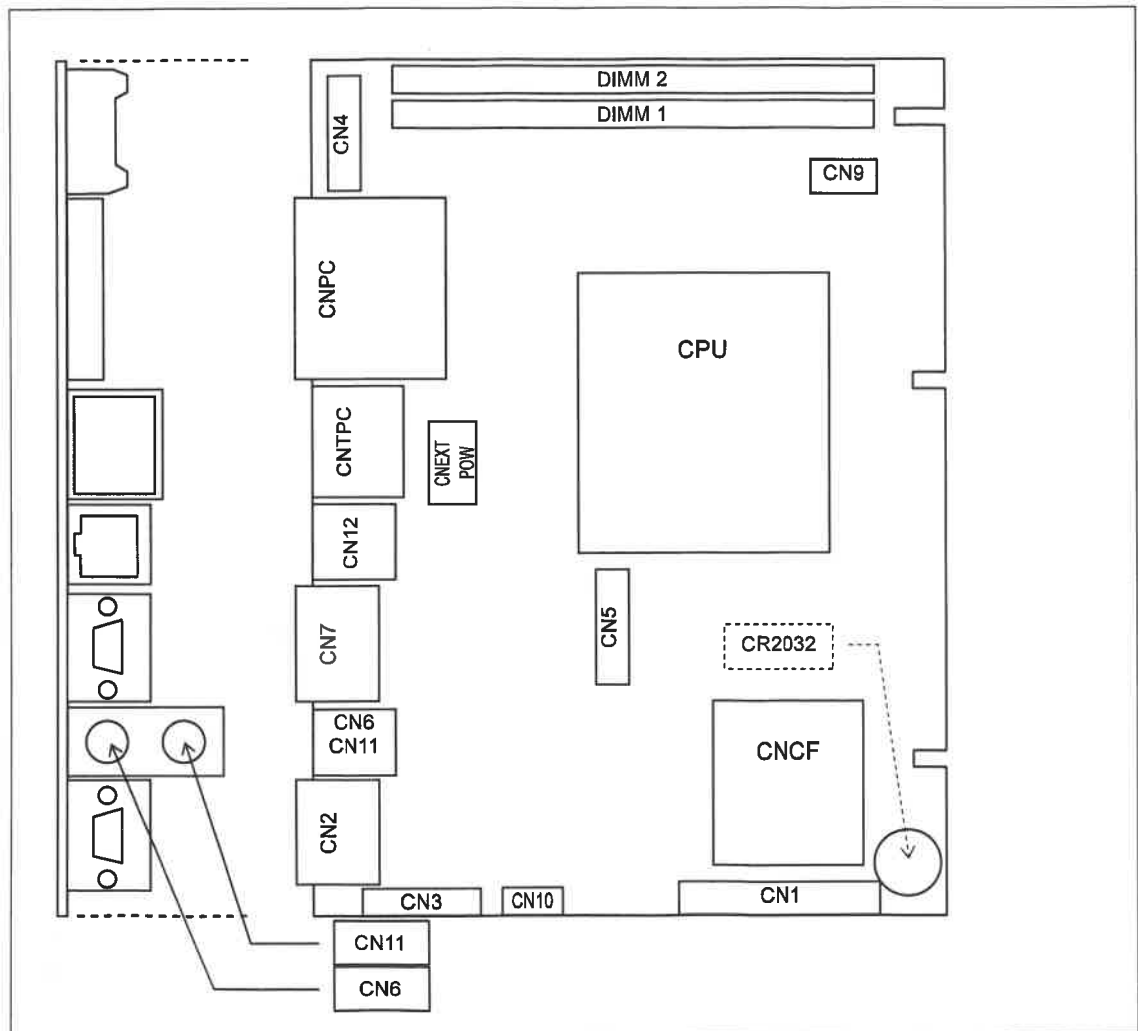 DIMM 2
DIMM 1
CN4
CN9
CNPC
CPU
CNTPC
CNEXT
POW
CN12
CN5
CN7
CR2032
CN6
CN11
CNCF
CN2
CN3
CN10
CN1
CN11
CN6